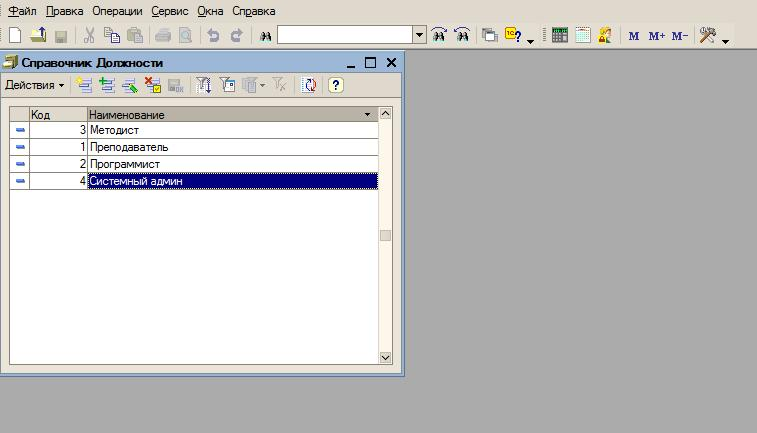 Файл Правка Операции Сервис Окна Справка
M M+ M-
Справочник Должности
Действия
Код Наименование
3 Методист
1 Преподаватель
2 Программист
4 Системный админ